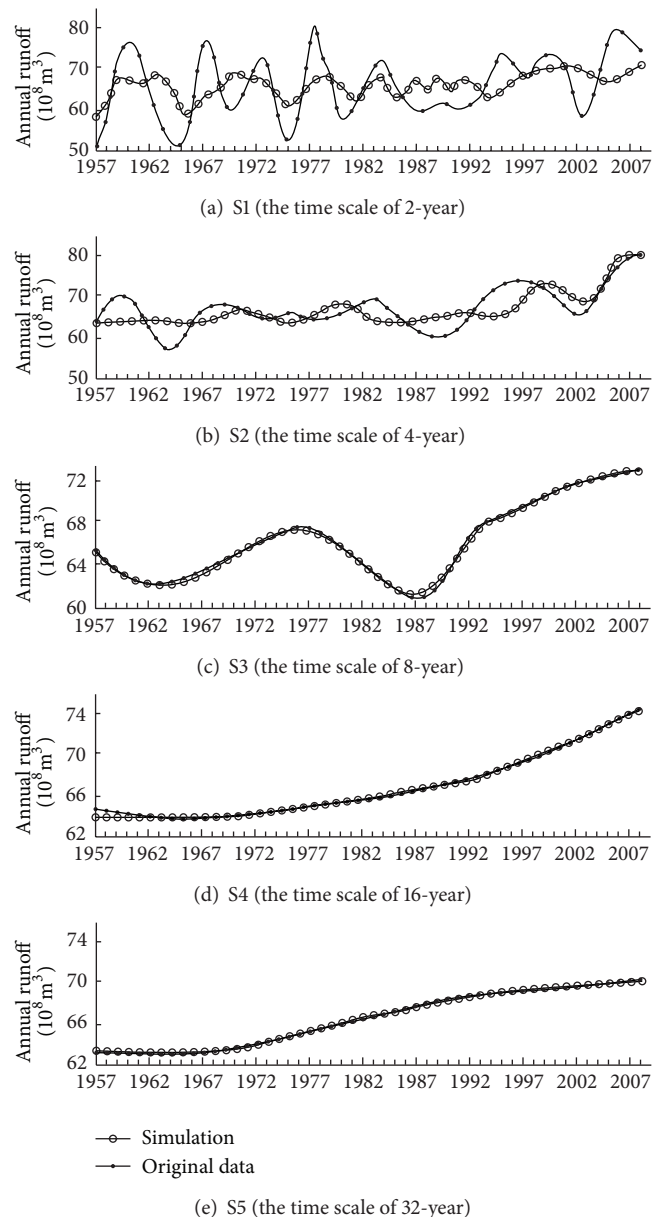 Annual runoff
(10⁸ m³)
80
70
60
50
1957 1962 1967 1972 1977 1982 1987 1992 1997 2002 2007
(a) S1 (the time scale of 2-year)
Annual runoff
(10⁸ m³)
80
70
60
50
1957 1962 1967 1972 1977 1982 1987 1992 1997 2002 2007
(b) S2 (the time scale of 4-year)
Annual runoff
(10⁸ m³)
72
68
64
60
1957 1962 1967 1972 1977 1982 1987 1992 1997 2002 2007
(c) S3 (the time scale of 8-year)
Annual runoff
(10⁸ m³)
74
70
66
62
1957 1962 1967 1972 1977 1982 1987 1992 1997 2002 2007
(d) S4 (the time scale of 16-year)
Annual runoff
(10⁸ m³)
74
70
66
62
1957 1962 1967 1972 1977 1982 1987 1992 1997 2002 2007
Simulation
Original data
(e) S5 (the time scale of 32-year)